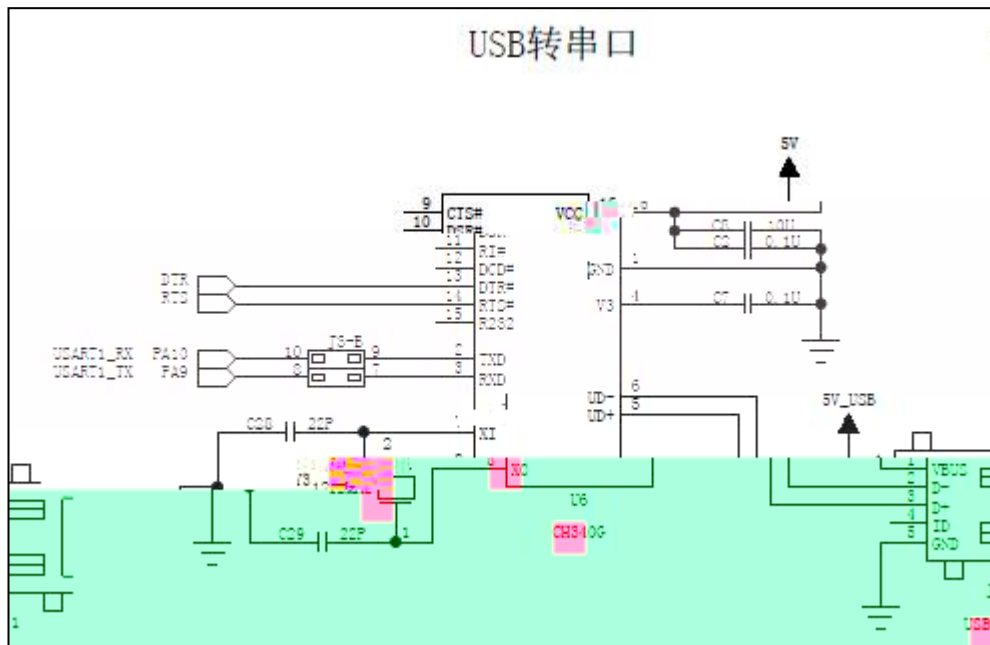 USB转串口
5V
9 CTS#
VCC
10 DSR#
C6 10U
C2 0.1U
11 RI#
12 DCD#
GND 1
DTR 13 DTR#
RTS 14 RTS#
V3 4 C7 0.1U
15 R232
J3-B
USART1_RX PA10 10 9 2 TXD
USART1_TX PA9 8 7 3 RXD
UD- 6
UD+ 5
5V_USB
C28 22P XI
2
XO
1 VBUS
2 D-
3 D+
4 ID
5 GND
U6
C29 22P 1
CH340G
1
USB